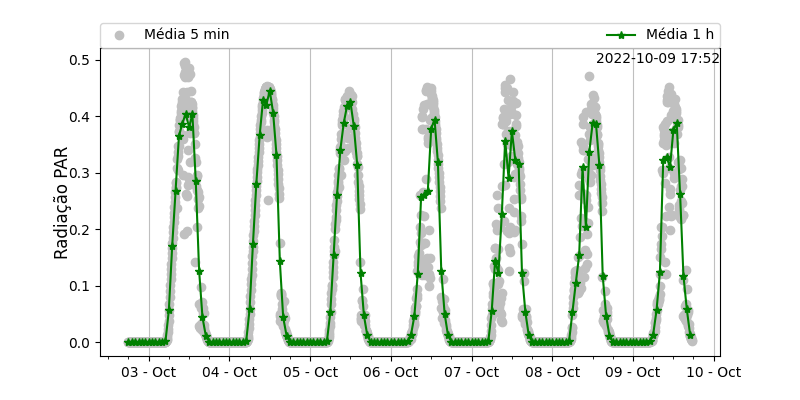 Média 5 min
Média 1 h
2022-10-09 17:52
Radiação PAR
0.5
0.4
0.3
0.2
0.1
0.0
03 - Oct
04 - Oct
05 - Oct
06 - Oct
07 - Oct
08 - Oct
09 - Oct
10 - Oct